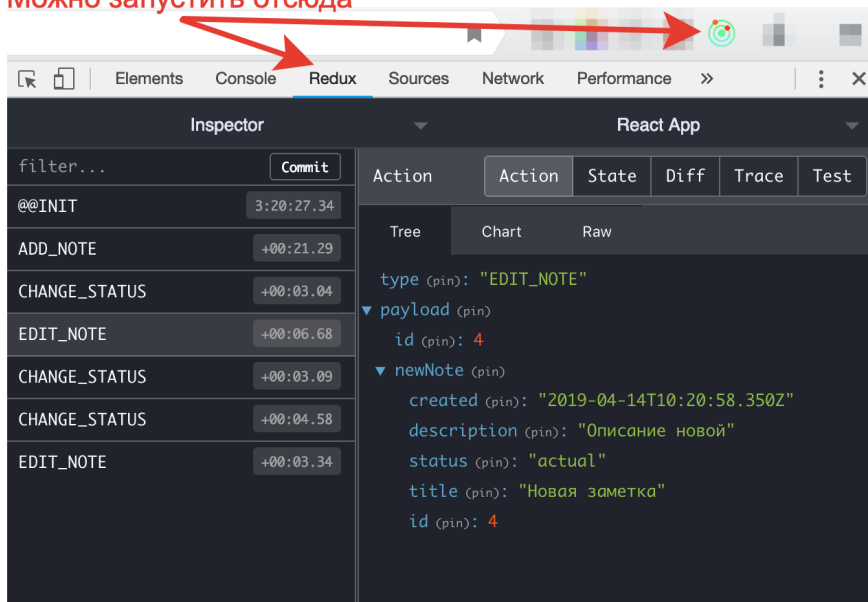 Можно запустить отсюда
Elements Console Redux Sources Network Performance »
Inspector React App
filter... Commit Action Action State Diff Trace Test
@@INIT 3:20:27.34
Tree Chart Raw
ADD_NOTE +00:21.29
type (pin): "EDIT_NOTE"
CHANGE_STATUS +00:03.04
payload (pin)
EDIT_NOTE +00:06.68
id (pin): 4
newNote (pin)
CHANGE_STATUS +00:03.09
created (pin): "2019-04-14T10:20:58.350Z"
CHANGE_STATUS +00:04.58
description (pin): "Описание новой"
EDIT_NOTE +00:03.34
status (pin): "actual"
title (pin): "Новая заметка"
id (pin): 4